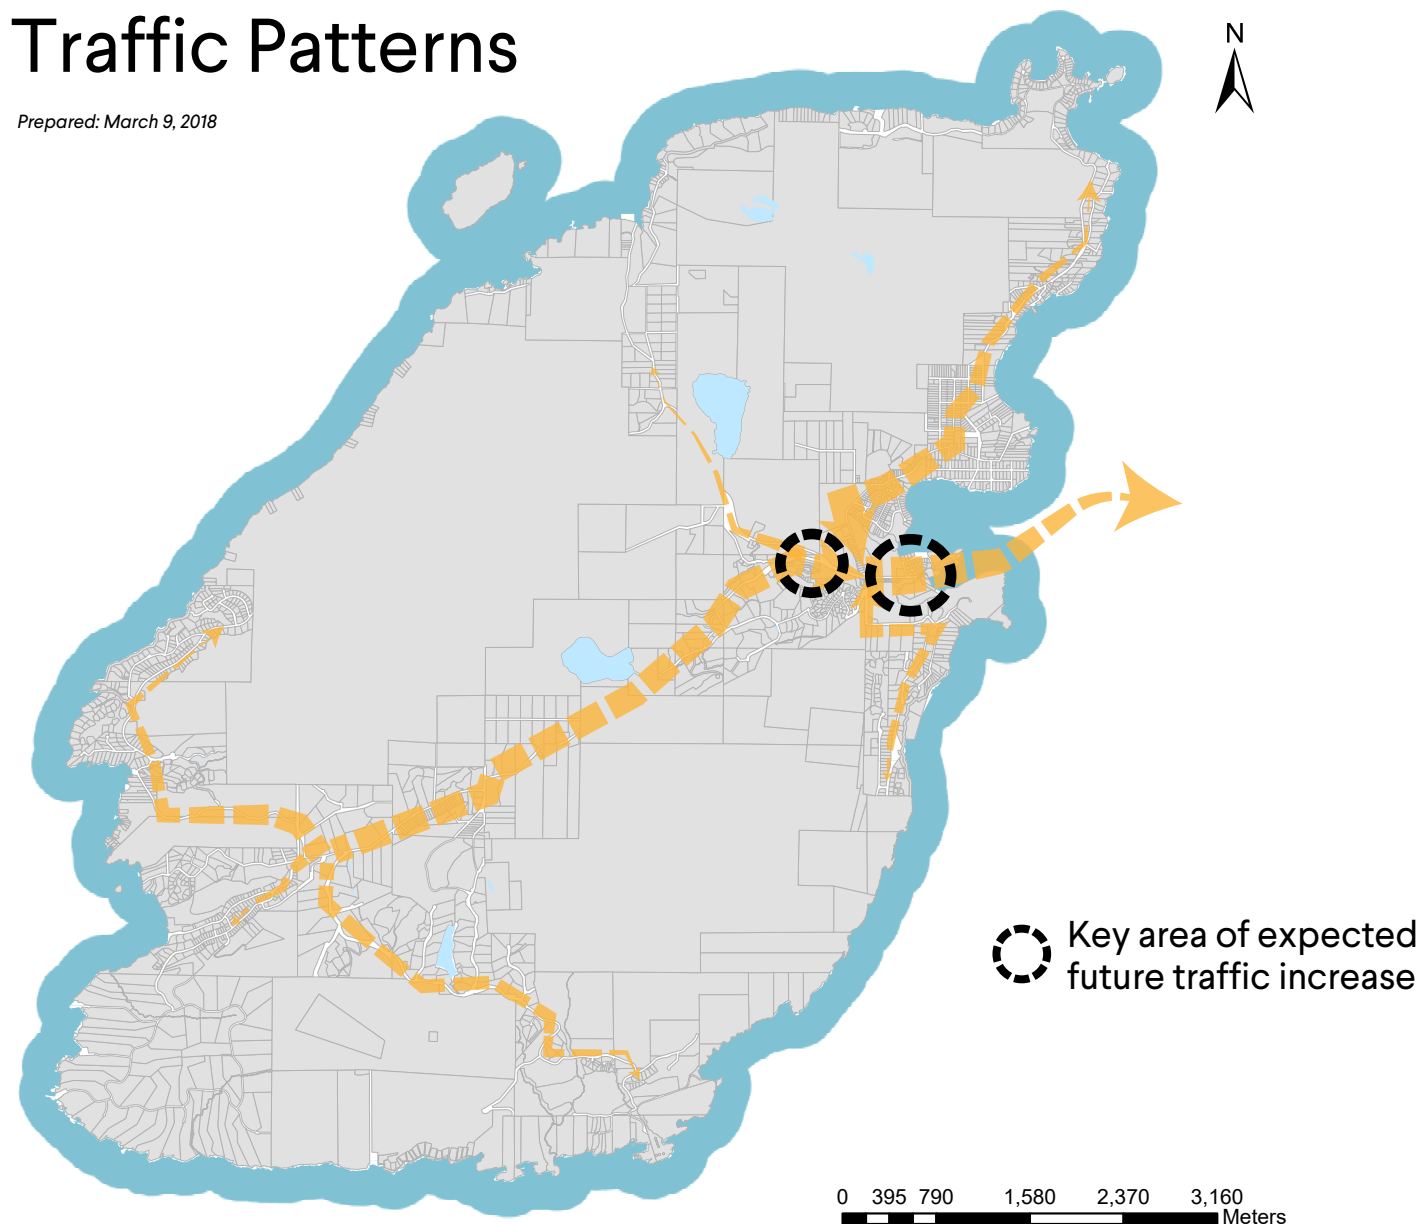 Traffic Patterns
Prepared: March 9, 2018
N
Key area of expected
future traffic increase
0 395 790 1,580 2,370 3,160
Meters